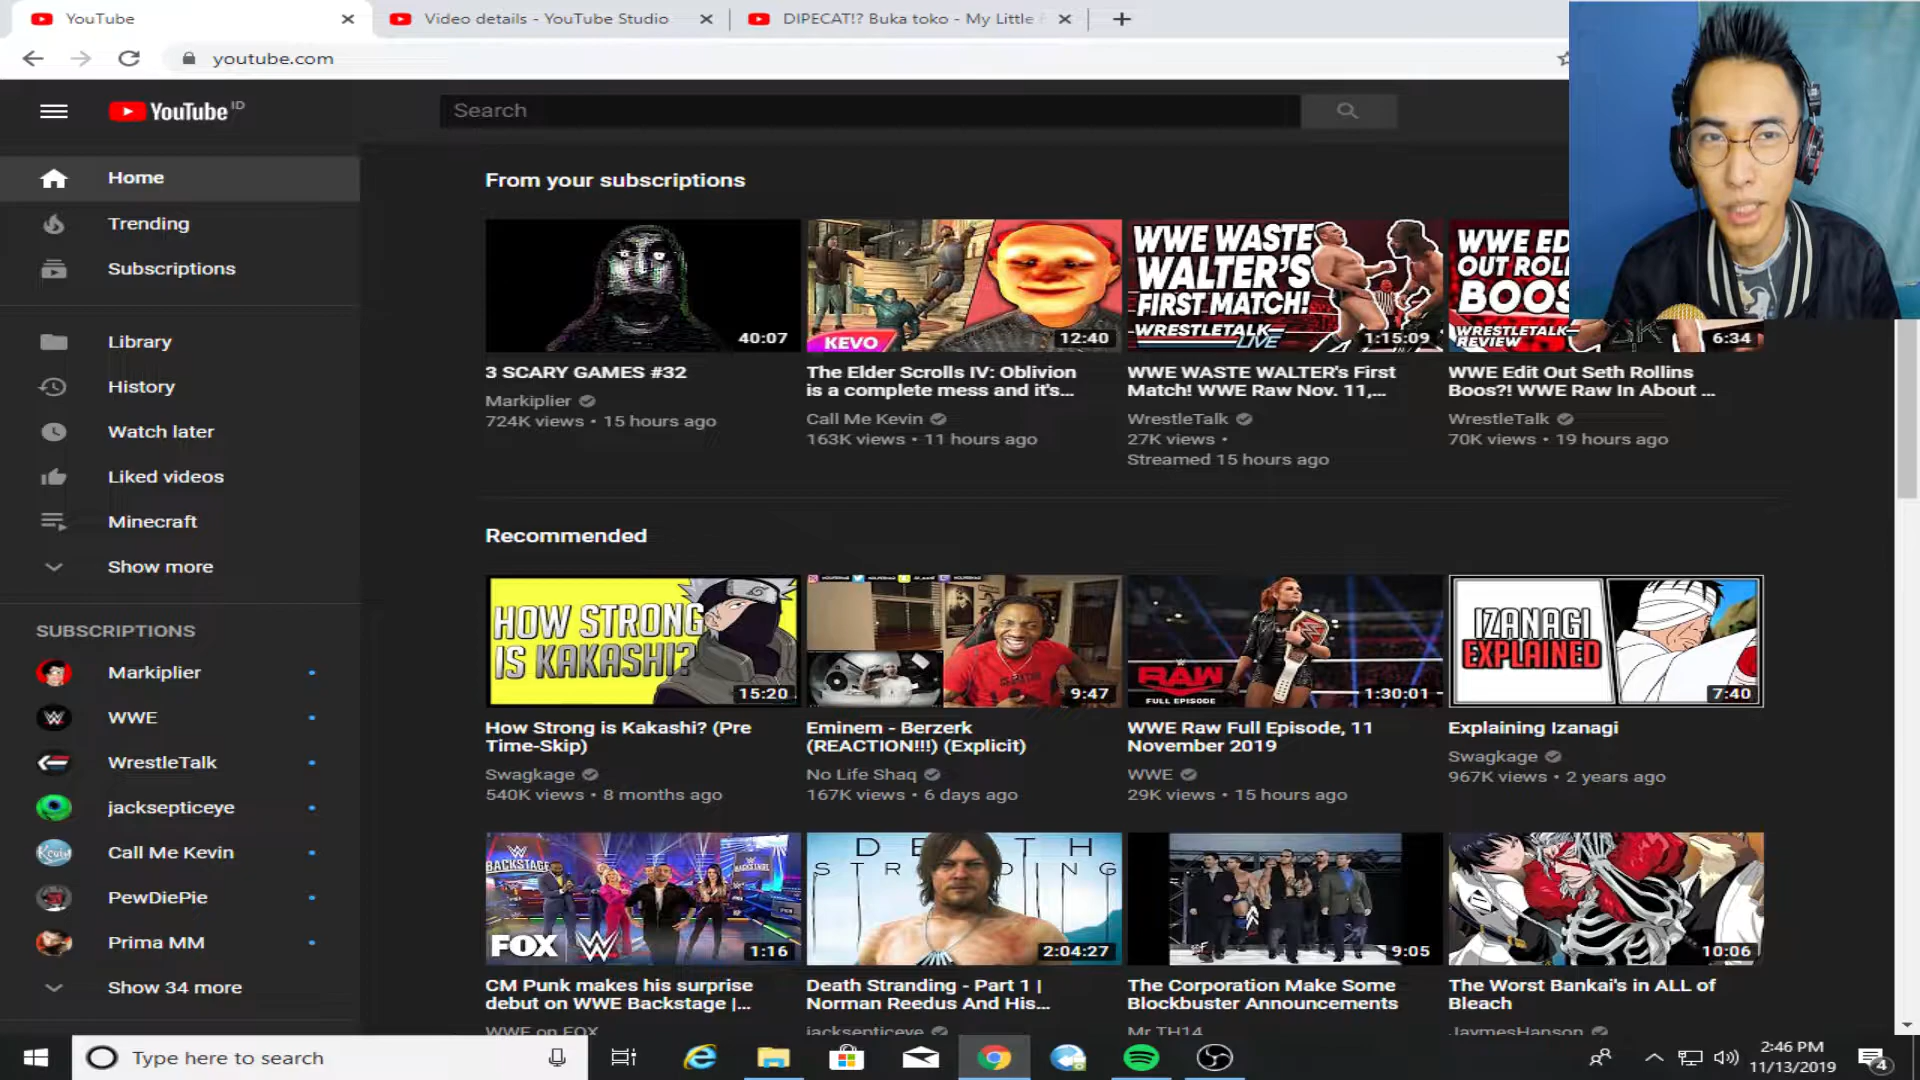 YouTube
Video details - YouTube Studio
DIPECAT!? Buka toko - My Little
youtube.com
YouTube ID
Search
Home
Trending
Subscriptions
Library
History
Watch later
Liked videos
Minecraft
Show more
SUBSCRIPTIONS
Markiplier
WWE
WrestleTalk
jacksepticeye
Call Me Kevin
PewDiePie
Prima MM
Show 34 more
From your subscriptions
40:07
KEVO
12:40
WWE WASTE
WALTER'S
FIRST MATCH!
WRESTLETALK
LIVE
1:15:09
WWE ED
OUT ROLL
BOOS
WRESTLETALK
REVIEW
6:34
3 SCARY GAMES #32
Markiplier
724K views • 15 hours ago
The Elder Scrolls IV: Oblivion
is a complete mess and it's...
Call Me Kevin
163K views • 11 hours ago
WWE WASTE WALTER's First
Match! WWE Raw Nov. 11,...
WrestleTalk
27K views •
Streamed 15 hours ago
WWE Edit Out Seth Rollins
Boos?! WWE Raw In About ...
WrestleTalk
70K views • 19 hours ago
Recommended
HOW STRONG
IS KAKASHI?
15:20
9:47
RAW
FULL EPISODE
1:30:01
IZANAGI
EXPLAINED
7:40
How Strong is Kakashi? (Pre
Time-Skip)
Swagkage
540K views • 8 months ago
Eminem - Berzerk
(REACTION!!!) (Explicit)
No Life Shaq
167K views • 6 days ago
WWE Raw Full Episode, 11
November 2019
WWE
29K views • 15 hours ago
Explaining Izanagi
Swagkage
967K views • 2 years ago
BACKSTAGE
FOX
1:16
DEATH
STRANDING
2:04:27
9:05
10:06
CM Punk makes his surprise
debut on WWE Backstage |...
WWE on FOX
Death Stranding - Part 1 |
Norman Reedus And His...
jacksepticeye
The Corporation Make Some
Blockbuster Announcements
Mr TH14
The Worst Bankai's in ALL of
Bleach
JaymesHanson
Type here to search
2:46 PM
11/13/2019
4